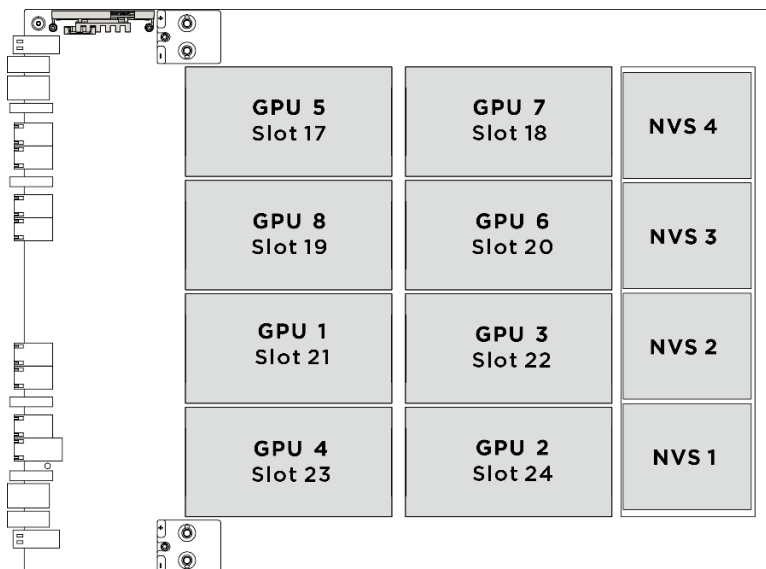 GPU 5
Slot 17
GPU 7
Slot 18
NVS 4
GPU 8
Slot 19
GPU 6
Slot 20
NVS 3
GPU 1
Slot 21
GPU 3
Slot 22
NVS 2
GPU 4
Slot 23
GPU 2
Slot 24
NVS 1